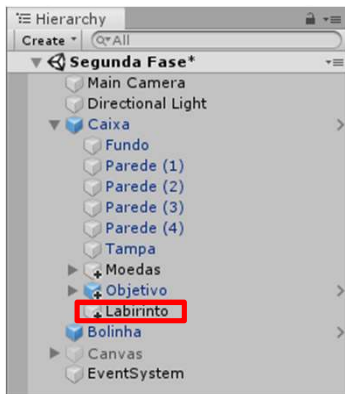 Hierarchy
Create All
Segunda Fase*
Main Camera
Directional Light
Caixa
Fundo
Parede (1)
Parede (2)
Parede (3)
Parede (4)
Tampa
Moedas
Objetivo
Labirinto
Bolinha
Canvas
EventSystem